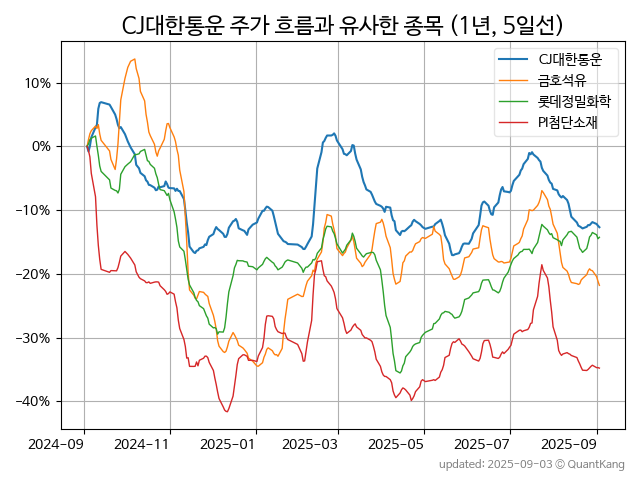 CJ대한통운 주가 흐름과 유사한 종목 (1년, 5일선)
CJ대한통운
금호석유
롯데정밀화학
PI첨단소재
10%
0%
−10%
−20%
−30%
−40%
2024-09
2024-11
2025-01
2025-03
2025-05
2025-07
2025-09
updated: 2025-09-03 © QuantKang